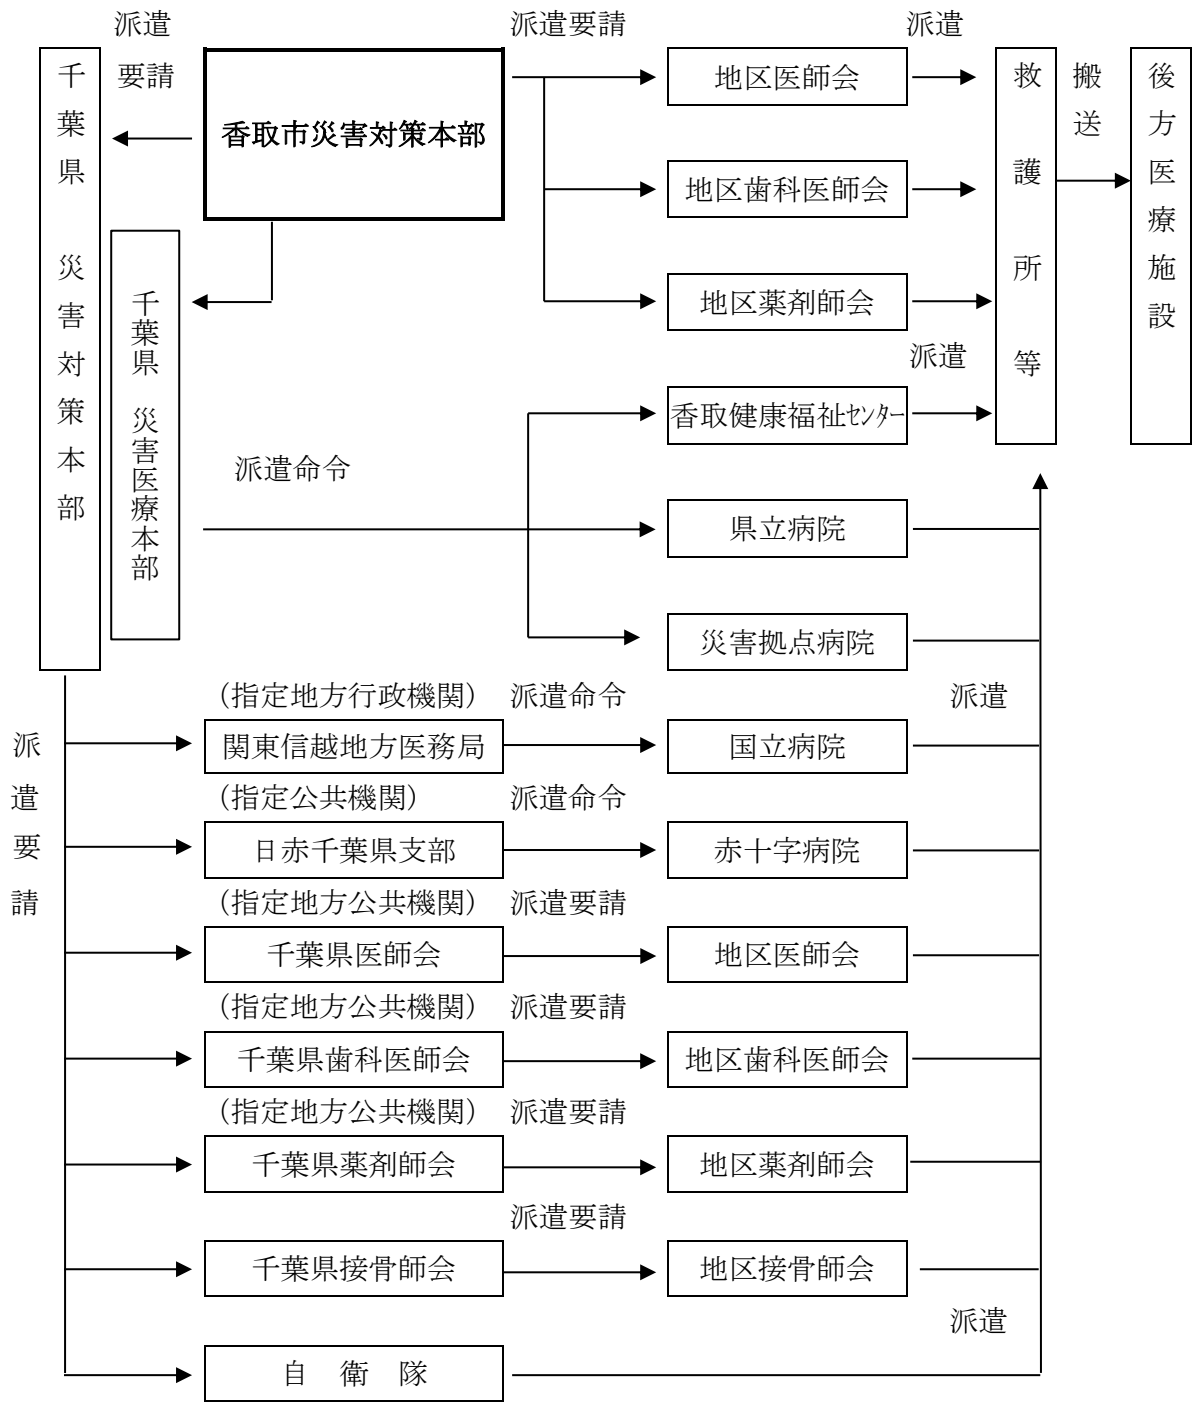 派遣
要請
派遣要請
派遣
千葉県　災害対策本部
香取市災害対策本部
地区医師会
救護所等
搬送
後方医療施設
地区歯科医師会
千葉県　災害医療本部
地区薬剤師会
派遣
香取健康福祉ｾﾝﾀｰ
派遣命令
県立病院
災害拠点病院
派遣要請
（指定地方行政機関）　派遣命令
派遣
関東信越地方医務局
国立病院
（指定公共機関）　派遣命令
日赤千葉県支部
赤十字病院
（指定地方公共機関）　派遣要請
千葉県医師会
地区医師会
（指定地方公共機関）　派遣要請
千葉県歯科医師会
地区歯科医師会
（指定地方公共機関）　派遣要請
千葉県薬剤師会
地区薬剤師会
派遣要請
千葉県接骨師会
地区接骨師会
派遣
自　衛　隊